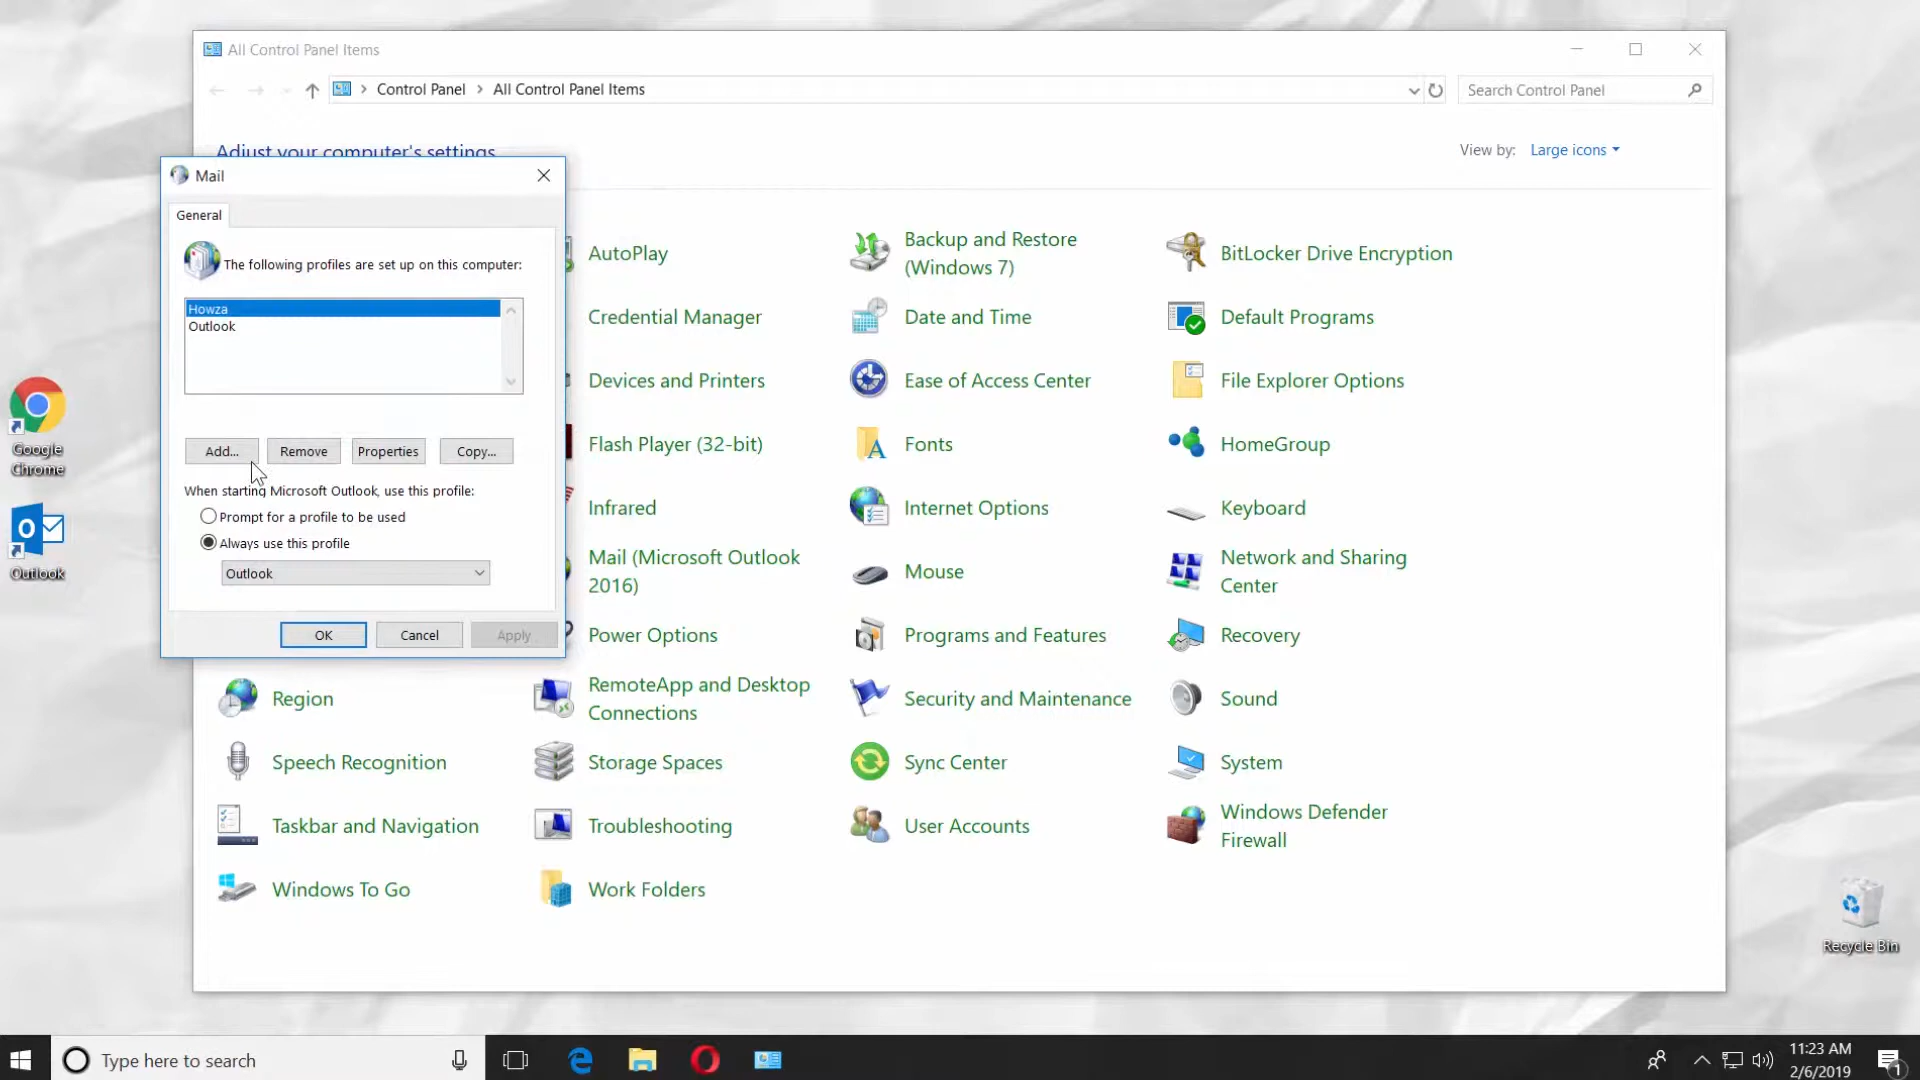 All Control Panel Items
Control Panel
All Control Panel Items
Search Control Panel
Adjust your computer's settings
View by: Large icons
Mail
General
The following profiles are set up on this computer:
Howza
Outlook
Add...
Remove
Properties
Copy...
When starting Microsoft Outlook, use this profile:
Prompt for a profile to be used
Always use this profile
Outlook
OK
Cancel
Apply
AutoPlay
Backup and Restore
(Windows 7)
BitLocker Drive Encryption
Credential Manager
Date and Time
Default Programs
Devices and Printers
Ease of Access Center
File Explorer Options
Flash Player (32-bit)
Fonts
HomeGroup
Infrared
Internet Options
Keyboard
Mail (Microsoft Outlook
2016)
Mouse
Network and Sharing
Center
Power Options
Programs and Features
Recovery
Region
RemoteApp and Desktop
Connections
Security and Maintenance
Sound
Speech Recognition
Storage Spaces
Sync Center
System
Taskbar and Navigation
Troubleshooting
User Accounts
Windows Defender
Firewall
Windows To Go
Work Folders
Google
Chrome
Outlook
Recycle Bin
Type here to search
11:23 AM
2/6/2019
1